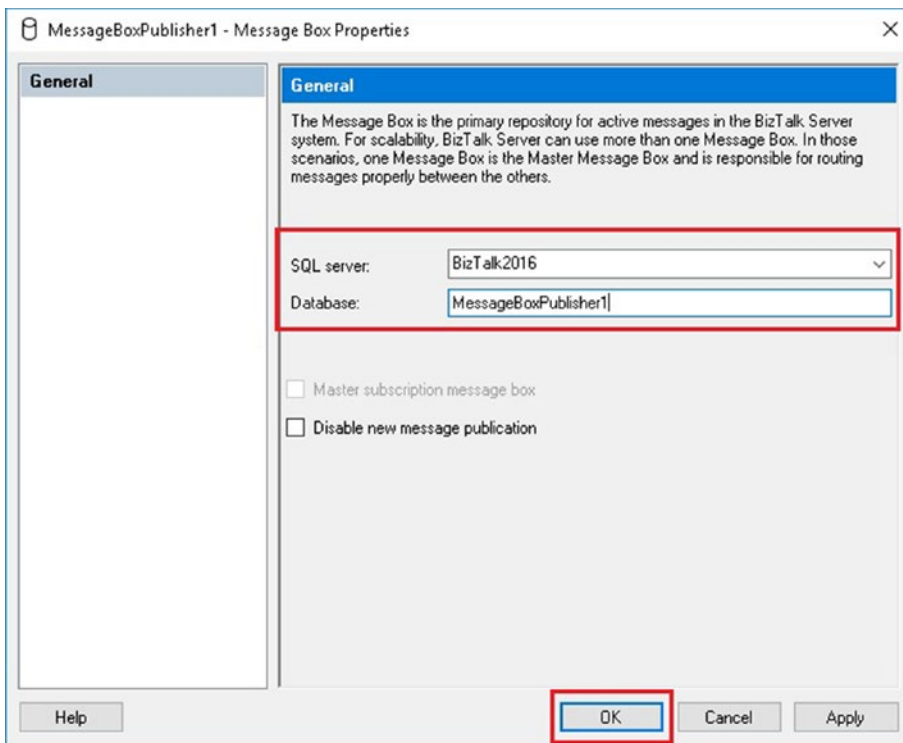 MessageBoxPublisher1 - Message Box Properties
General
General
The Message Box is the primary repository for active messages in the BizTalk Server
system. For scalability, BizTalk Server can use more than one Message Box. In those
scenarios, one Message Box is the Master Message Box and is responsible for routing
messages properly between the others.
SQL server: BizTalk2016
Database: MessageBoxPublisher1
Master subscription message box
Disable new message publication
Help OK Cancel Apply